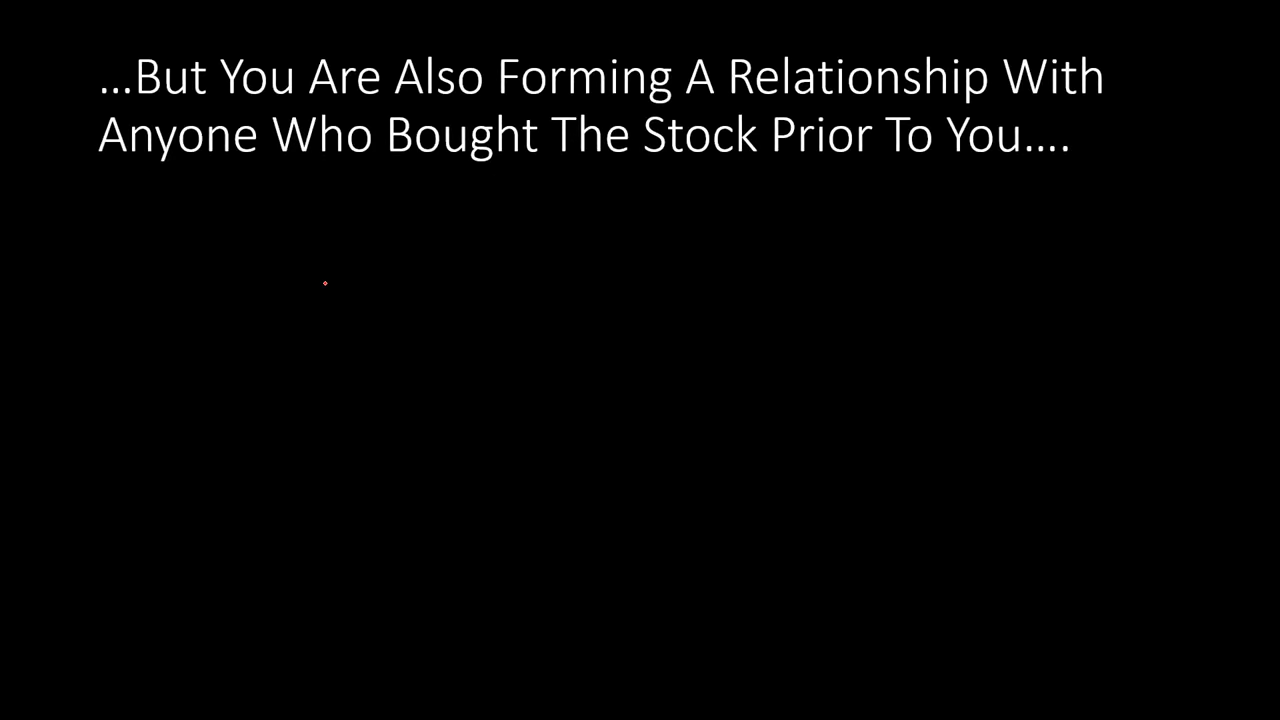 ...But You Are Also Forming A Relationship With
Anyone Who Bought The Stock Prior To You....